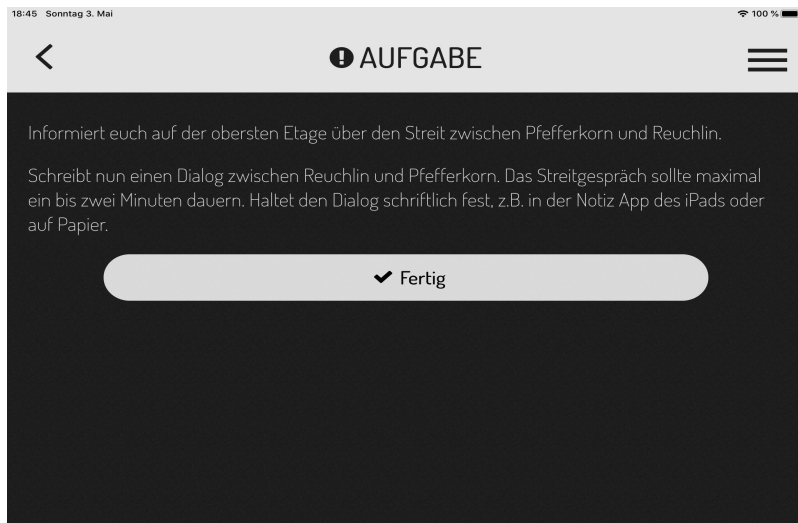 18:45 Sonntag 3. Mai
100 %
AUFGABE
Informiert euch auf der obersten Etage über den Streit zwischen Pfefferkorn und Reuchlin.
Schreibt nun einen Dialog zwischen Reuchlin und Pfefferkorn. Das Streitgespräch sollte maximal
ein bis zwei Minuten dauern. Haltet den Dialog schriftlich fest, z.B. in der Notiz App des iPads oder
auf Papier.
Fertig